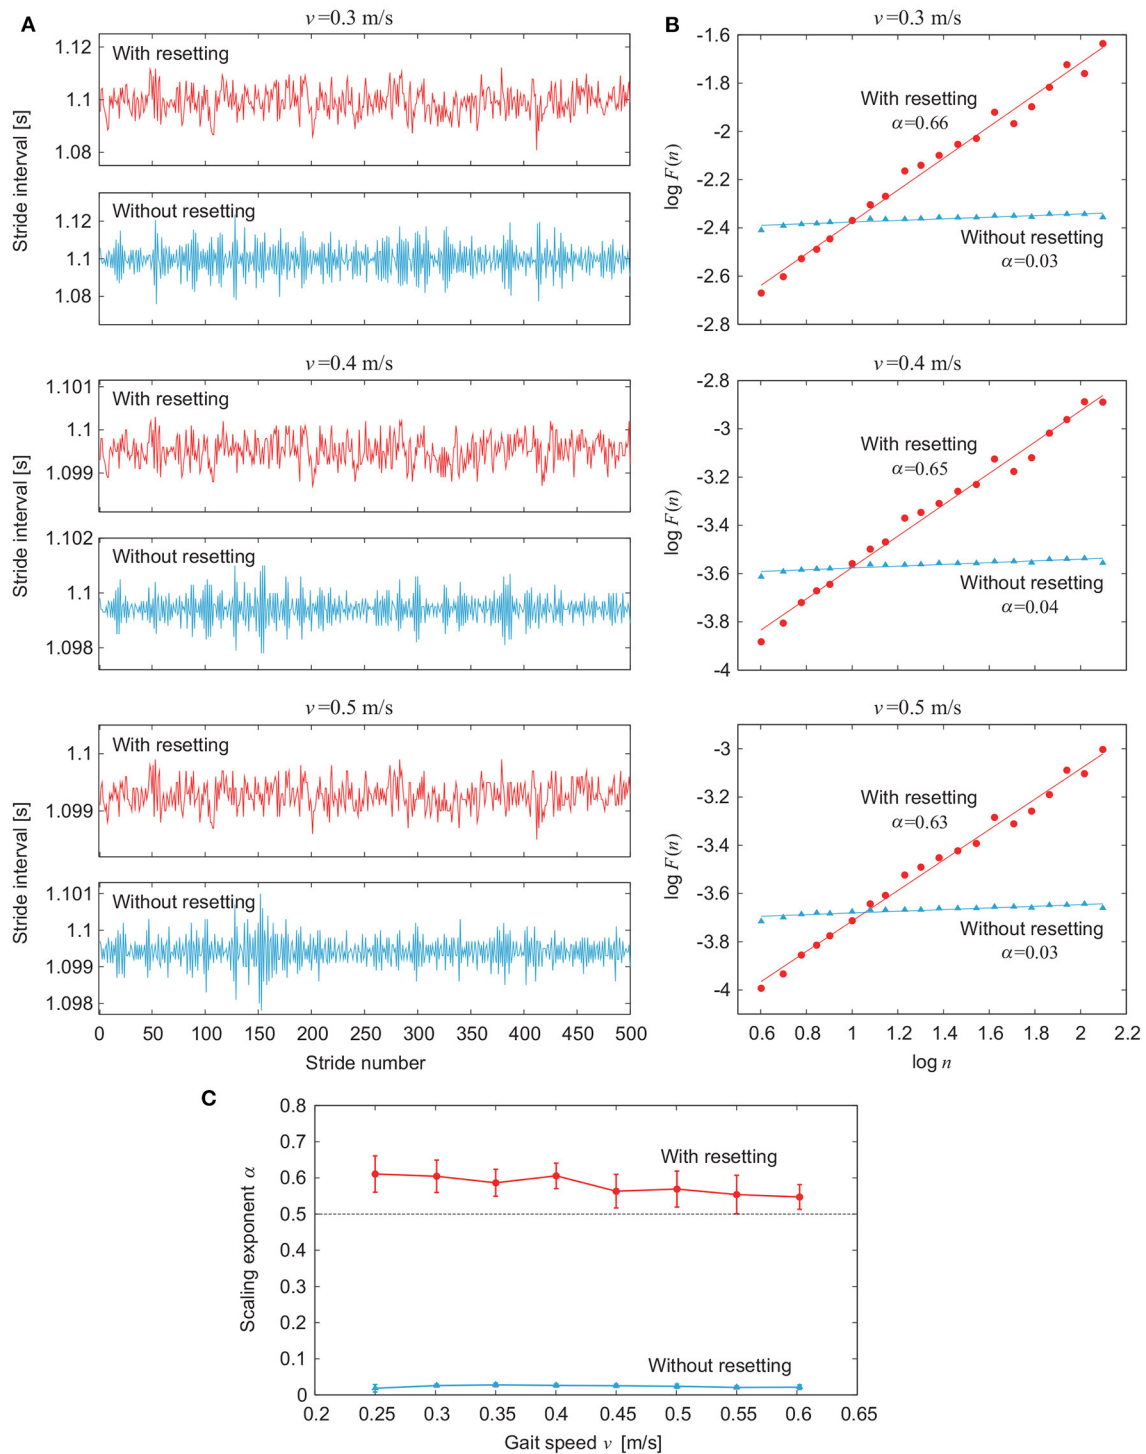 A
v=0.3 m/s
With resetting
1.12
1.1
1.08
Stride interval [s]
Without resetting
1.12
1.1
1.08
Stride interval [s]
v=0.4 m/s
With resetting
1.101
1.1
1.099
Without resetting
1.102
1.1
1.098
Stride interval [s]
v=0.5 m/s
With resetting
1.1
1.099
Without resetting
1.101
1.1
1.099
1.098
0 50 100 150 200 250 300 350 400 450 500
Stride number
B
v=0.3 m/s
-1.6
-1.8
-2
-2.2
-2.4
-2.6
-2.8
log F(n)
With resetting
α=0.66
Without resetting
α=0.03
v=0.4 m/s
-2.8
-3
-3.2
-3.4
-3.6
-3.8
-4
log F(n)
With resetting
α=0.65
Without resetting
α=0.04
v=0.5 m/s
-3
-3.2
-3.4
-3.6
-3.8
-4
log F(n)
With resetting
α=0.63
Without resetting
α=0.03
0.6 0.8 1 1.2 1.4 1.6 1.8 2 2.2
log n
C
0.8
0.7
0.6
0.5
0.4
0.3
0.2
0.1
0
Scaling exponent α
With resetting
Without resetting
0.2 0.25 0.3 0.35 0.4 0.45 0.5 0.55 0.6 0.65
Gait speed v [m/s]